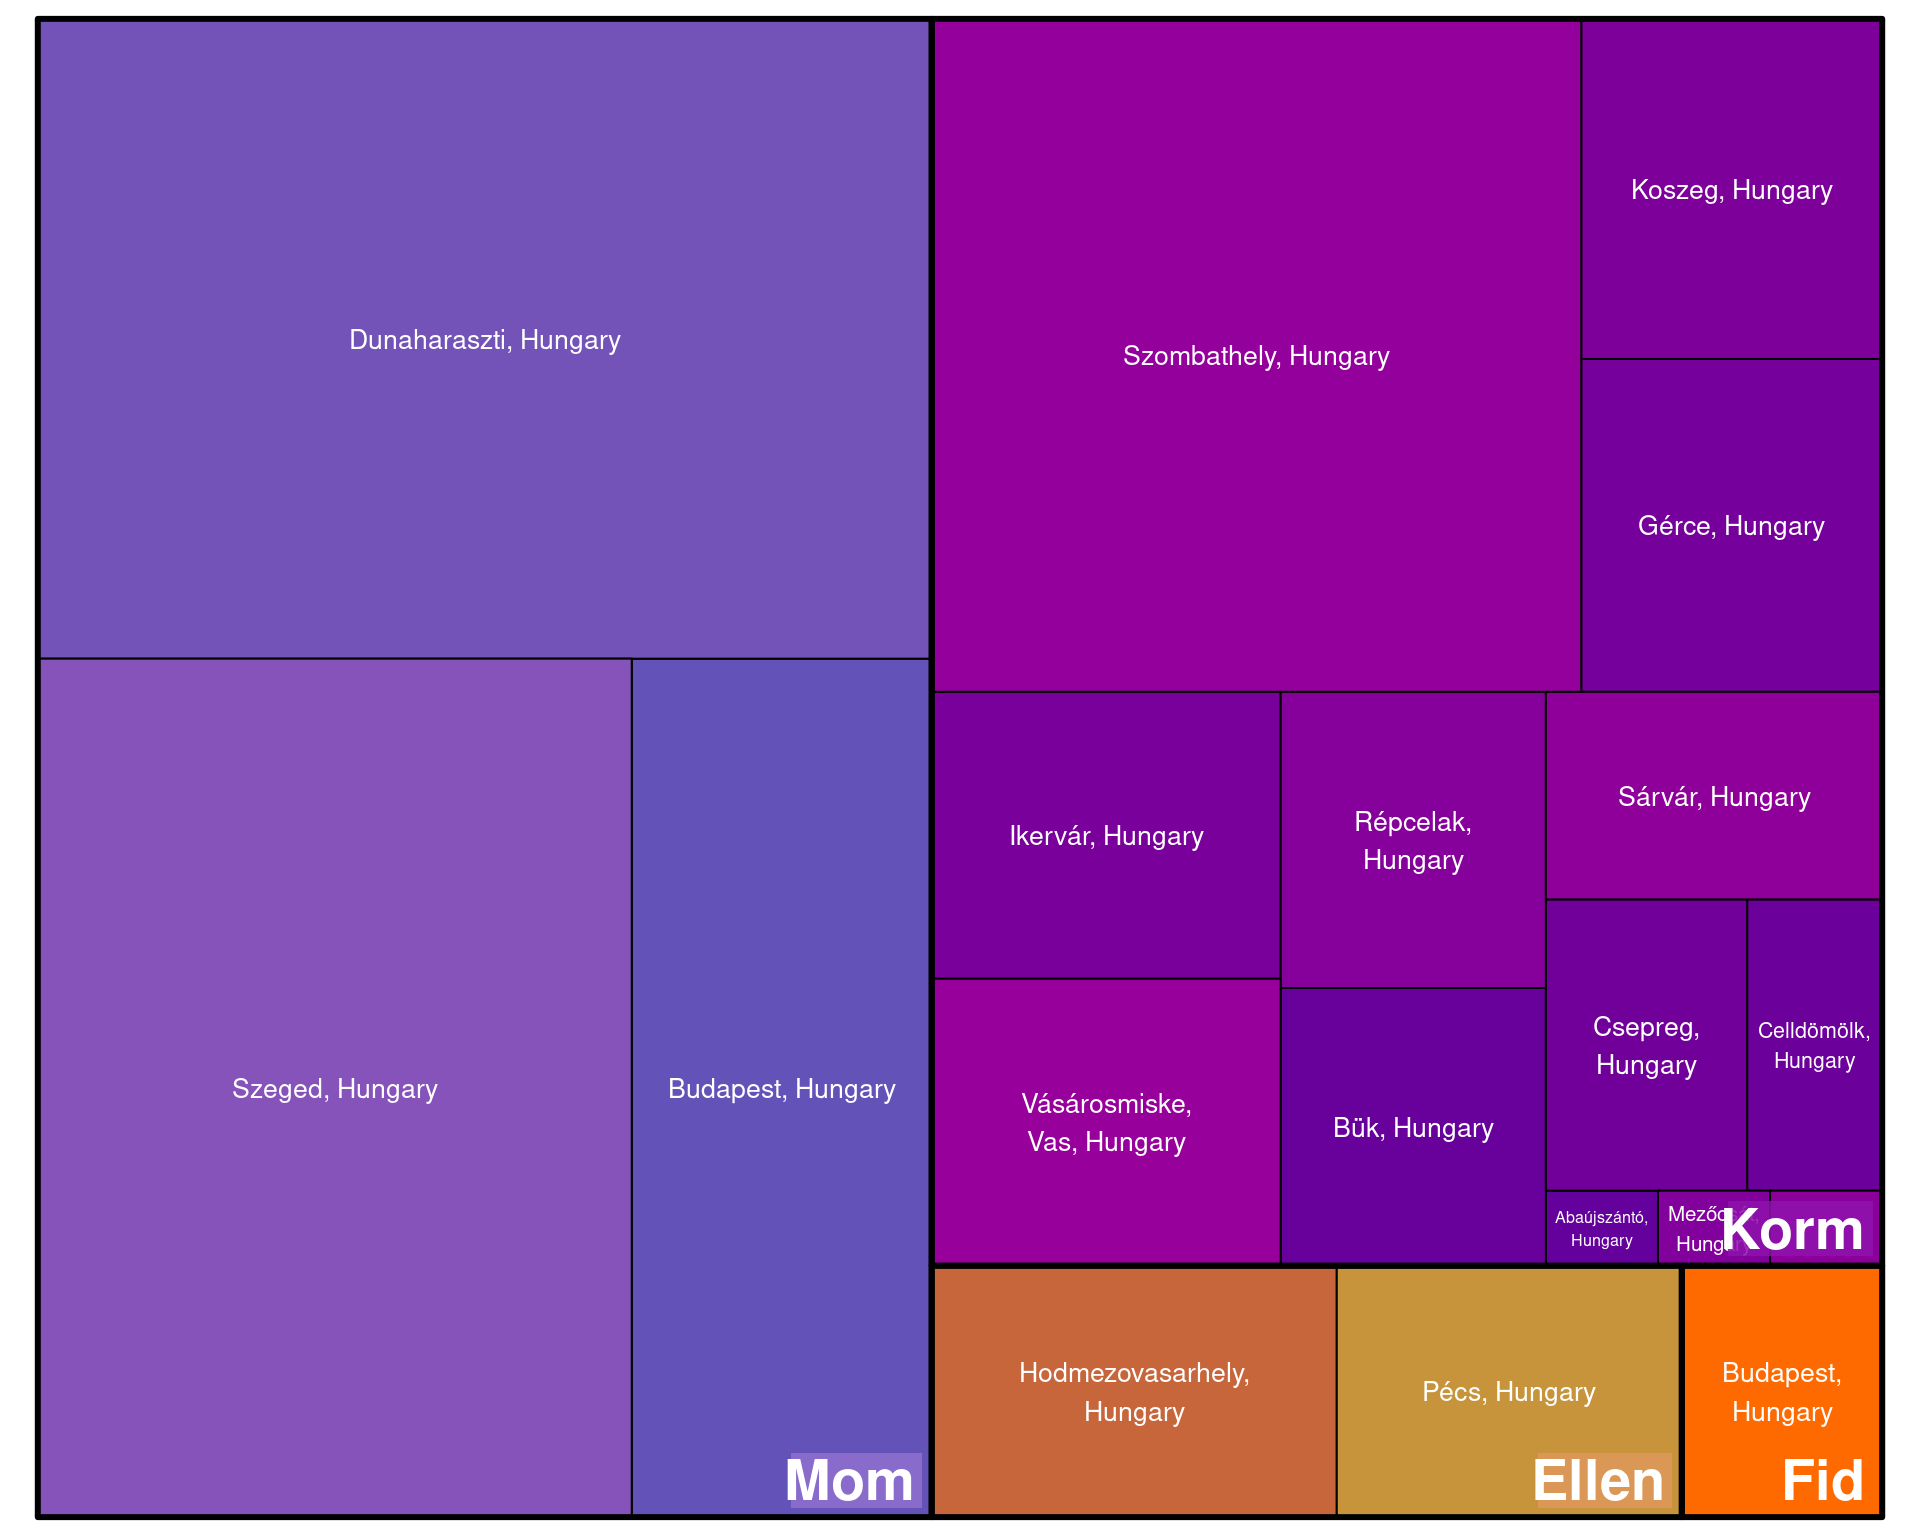 Dunaharaszti, Hungary
Szeged, Hungary
Budapest, Hungary
Mom
Szombathely, Hungary
Koszeg, Hungary
Gérce, Hungary
Ikervár, Hungary
Répcelak,
Hungary
Sárvár, Hungary
Vásárosmiske,
Vas, Hungary
Bük, Hungary
Csepreg,
Hungary
Celldömölk,
Hungary
Abaújszántó,
Hungary
Hungary
Korm
Hodmezovasarhely,
Hungary
Pécs, Hungary
Ellen
Budapest,
Hungary
Fid